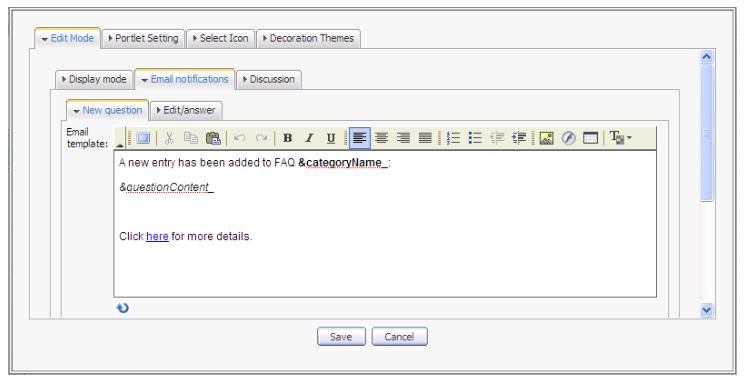 Edit Mode Portlet Setting Select Icon Decoration Themes
Display mode Email notifications Discussion
New question Edit/answer
Email
template:
B I U
A new entry has been added to FAQ &categoryName_:
&questionContent_
Click here for more details.
Save Cancel